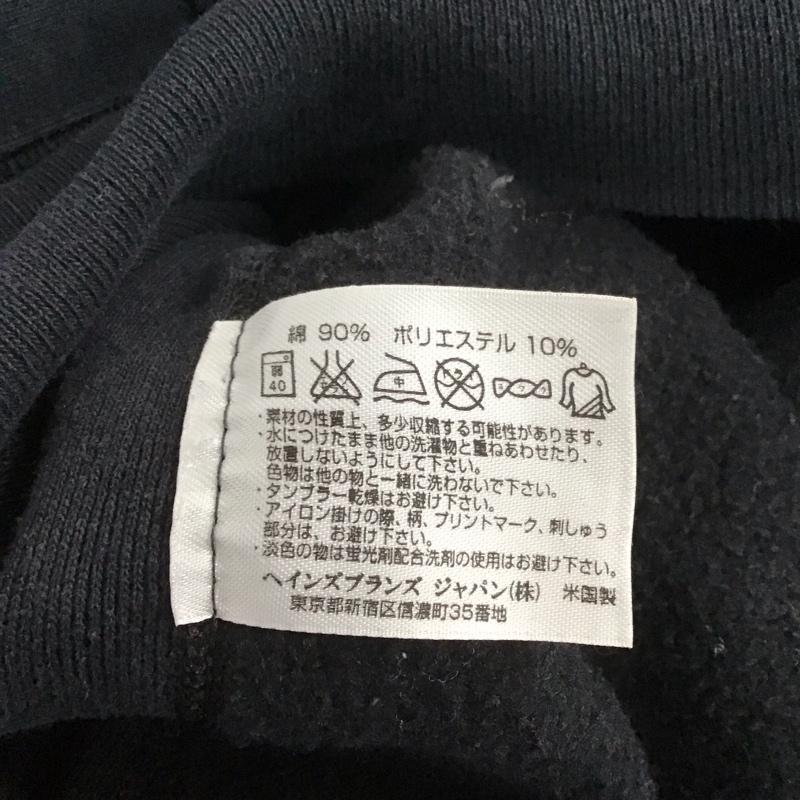 綿 90% ポリエステル 10%
弱 40 エンソサラシ 中 ヨワク
・素材の性質上、多少収縮する可能性があります。
・水につけたまま他の洗濯物と重ねあわせたり、
放置しないようにして下さい。
色物は他の物と一緒に洗わないで下さい。
・タンブラー乾燥はお避け下さい。
・アイロン掛けの際、柄、プリントマーク、刺しゅう
部分は、お避け下さい。
・淡色の物は蛍光剤配合洗剤の使用はお避け下さい。
ヘインズブランズ ジャパン(株) 米国製
東京都新宿区信濃町35番地